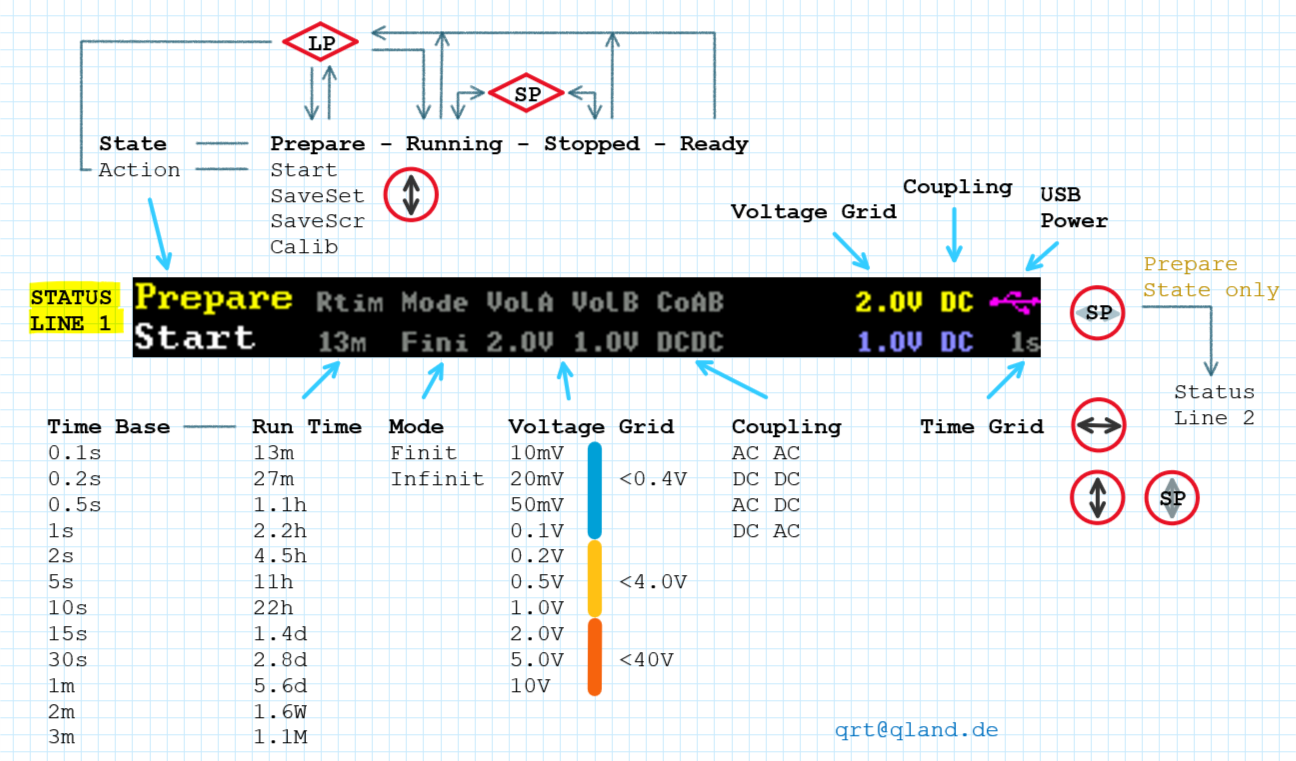 LP
SP
State Prepare - Running - Stopped - Ready
Action Start
SaveSet
SaveScr
Calib
Voltage Grid
Coupling
USB
Power
STATUS
LINE 1
Prepare Rtim Mode VolA VolB CoAB 2.0V DC
Start 13m Fini 2.0V 1.0V DCDC 1.0V DC 1s
SP
Prepare
State only
Status
Line 2
SP
Time Base Run Time Mode Voltage Grid Coupling Time Grid
0.1s 13m Finit 10mV AC AC
0.2s 27m Infinit 20mV <0.4V DC DC
0.5s 1.1h 50mV AC DC
1s 2.2h 0.1V DC AC
2s 4.5h 0.2V
5s 11h 0.5V <4.0V
10s 22h 1.0V
15s 1.4d 2.0V
30s 2.8d 5.0V <40V
1m 5.6d 10V
2m 1.6W
3m 1.1M
qrt@qland.de